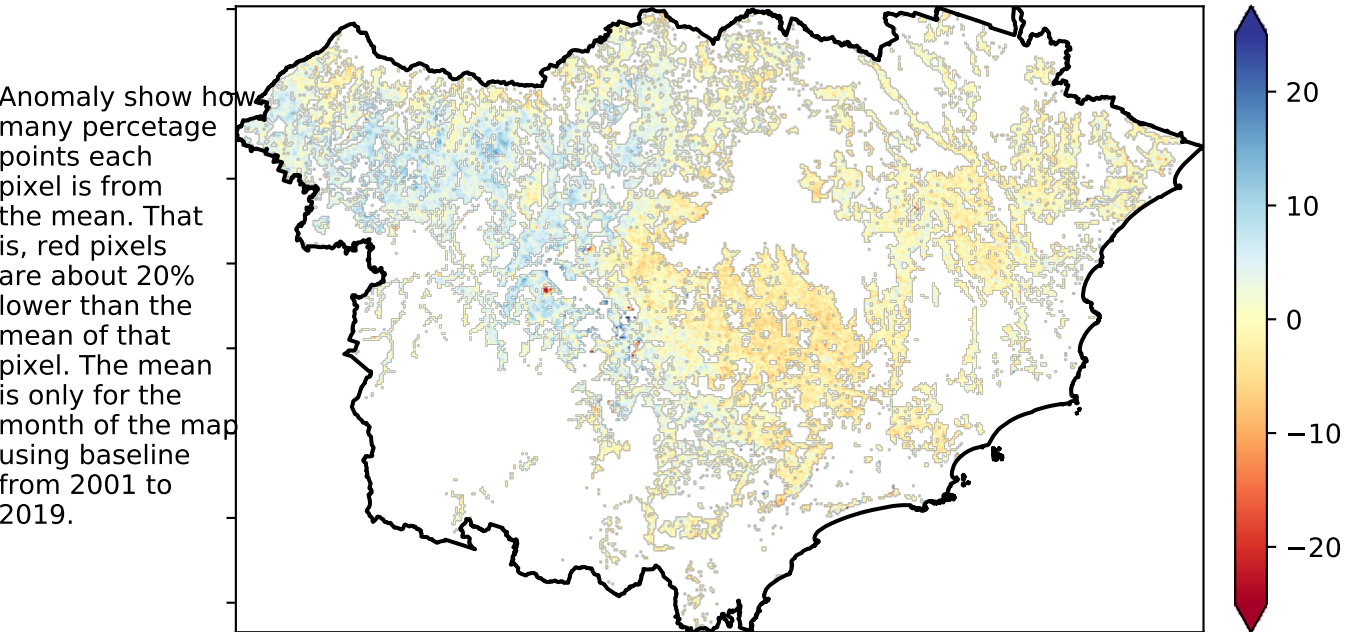 Anomaly show how
many percetage
points each
pixel is from
the mean. That
is, red pixels
are about 20%
lower than the
mean of that
pixel. The mean
is only for the
month of the map
using baseline
from 2001 to
2019.
20
10
0
−10
−20